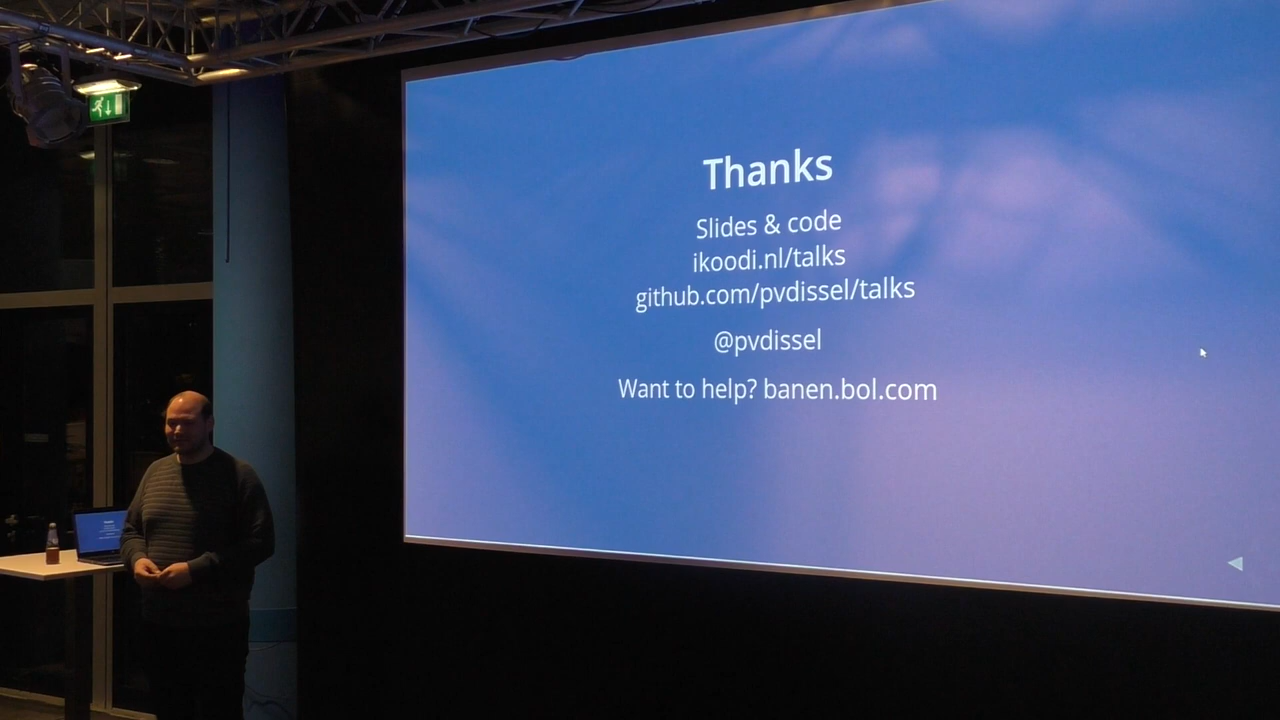 Thanks
Slides & code
ikoodi.nl/talks
github.com/pvdissel/talks
@pvdissel
Want to help? banen.bol.com